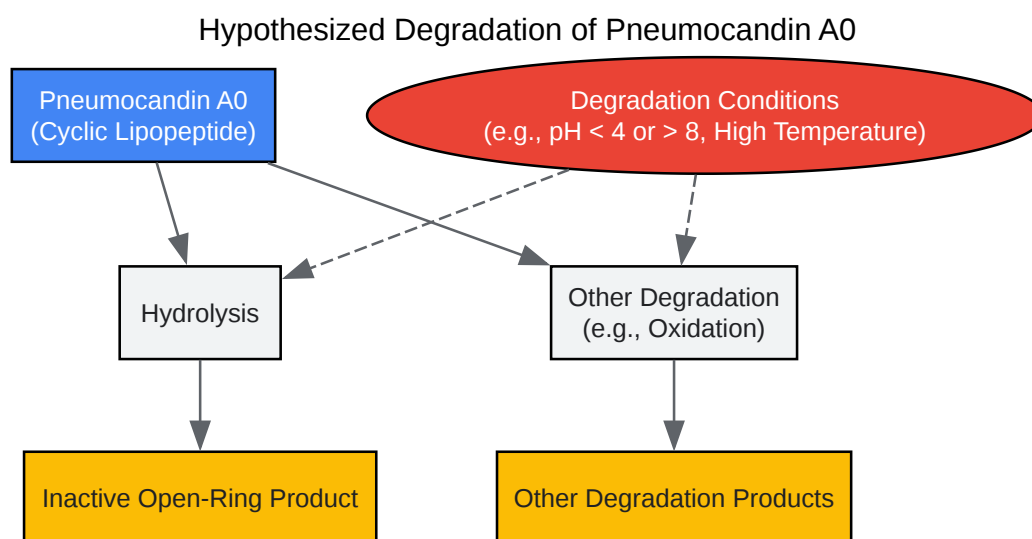 Hypothesized Degradation of Pneumocandin A0
Pneumocandin A0
(Cyclic Lipopeptide)
Degradation Conditions
(e.g., pH < 4 or > 8, High Temperature)
Hydrolysis
Other Degradation
(e.g., Oxidation)
Inactive Open-Ring Product
Other Degradation Products